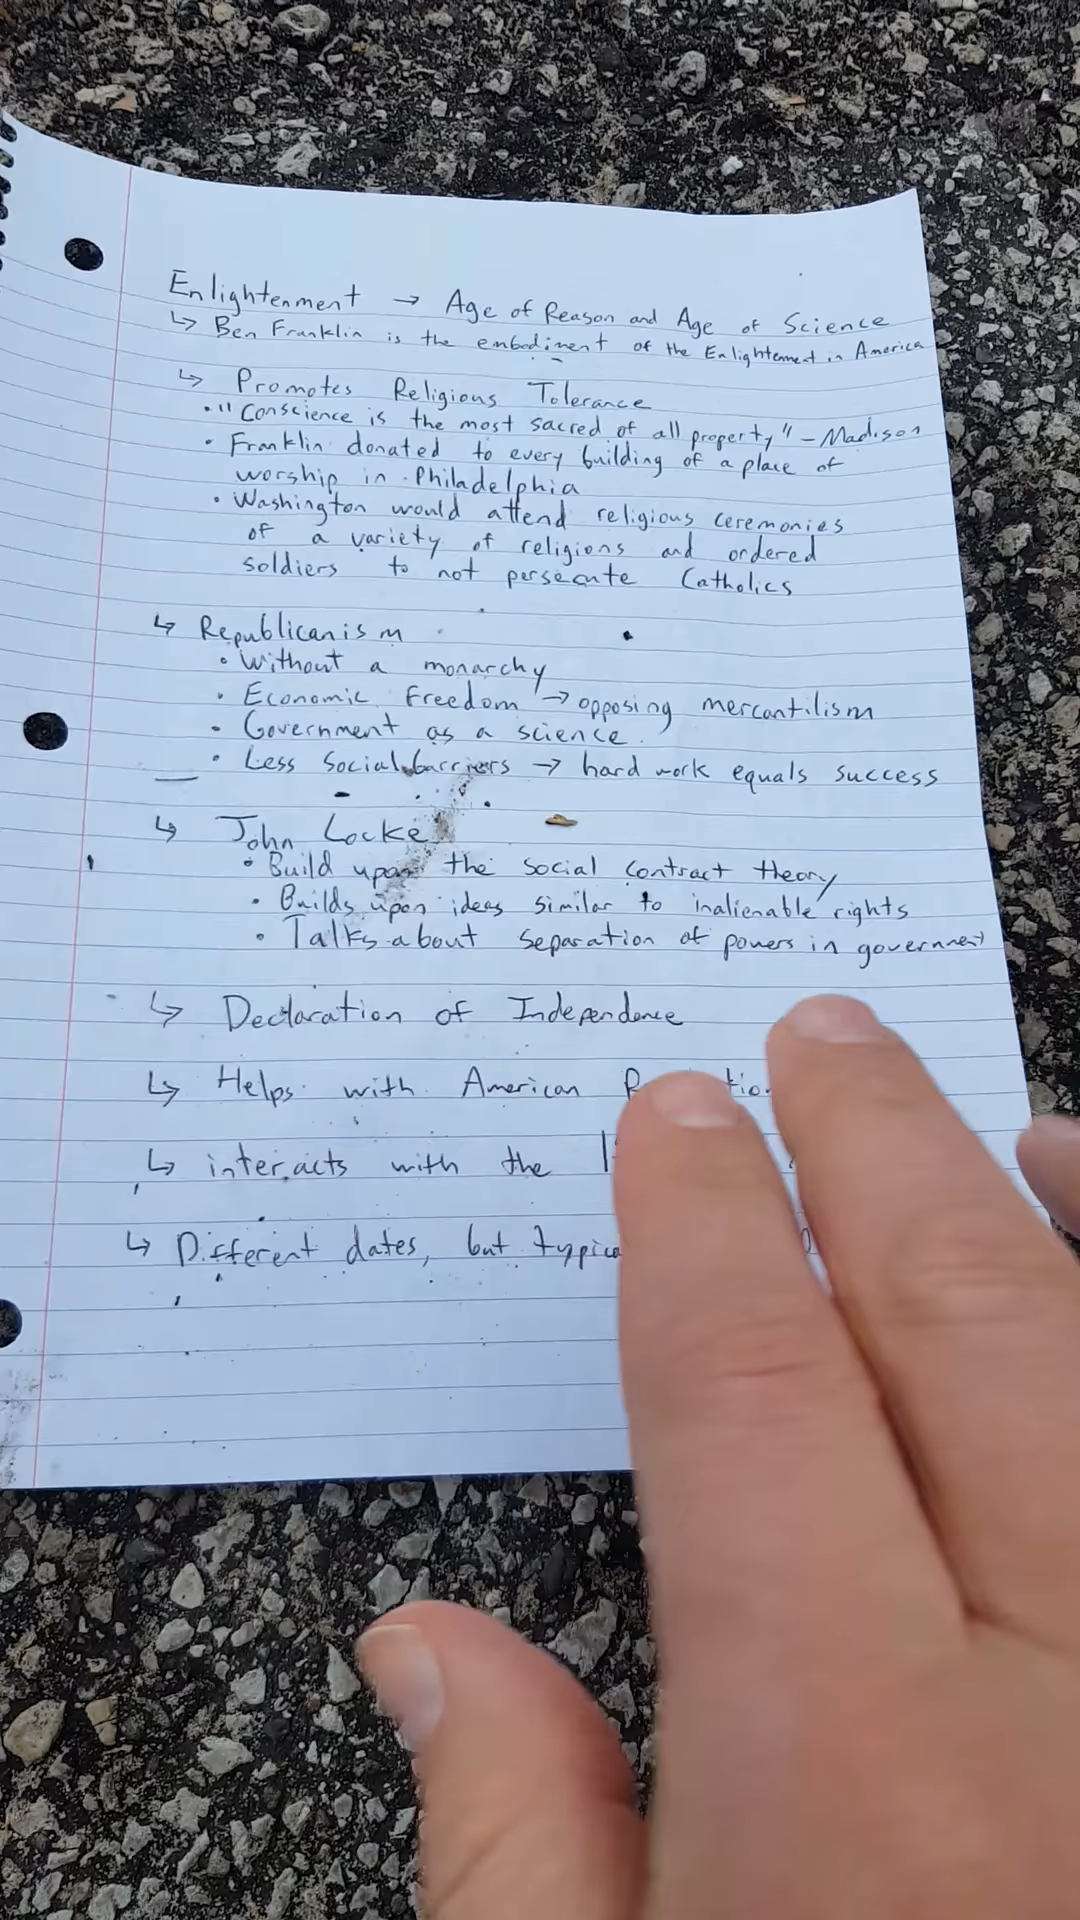 Enlightenment → Age of Reason and Age of Science
↳ Ben Franklin is the embodiment of the Enlightenment in America
↳ Promotes Religious Tolerance
• "Conscience is the most sacred of all property" - Madison
• Franklin donated to every building of a place of
worship in Philadelphia
• Washington would attend religious ceremonies
of a variety of religions and ordered
soldiers to not persecute Catholics
↳ Republicanism
• Without a monarchy
• Economic Freedom → opposing mercantilism
• Government as a science
• Less Social barriers → hard work equals success
↳ John Locke
• Build upon the social contract theory
• Builds upon ideas similar to inalienable rights
• Talks about separation of powers in government
↳ Declaration of Independence
↳ Helps with American
↳ interacts with the
↳ Different dates, but